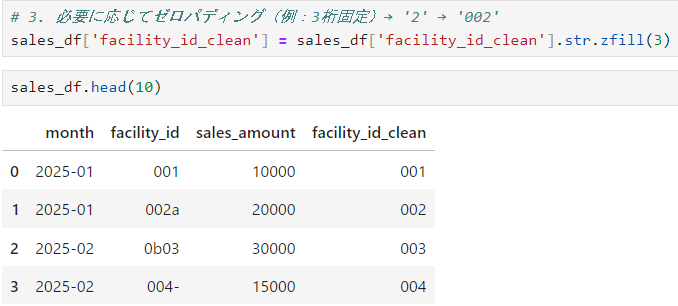 # 3. 必要に応じてゼロパディング（例：3桁固定）→ '2' → '002'
sales_df['facility_id_clean'] = sales_df['facility_id_clean'].str.zfill(3)
sales_df.head(10)
month facility_id sales_amount facility_id_clean
0 2025-01 001 10000 001
1 2025-01 002a 20000 002
2 2025-02 0b03 30000 003
3 2025-02 004- 15000 004